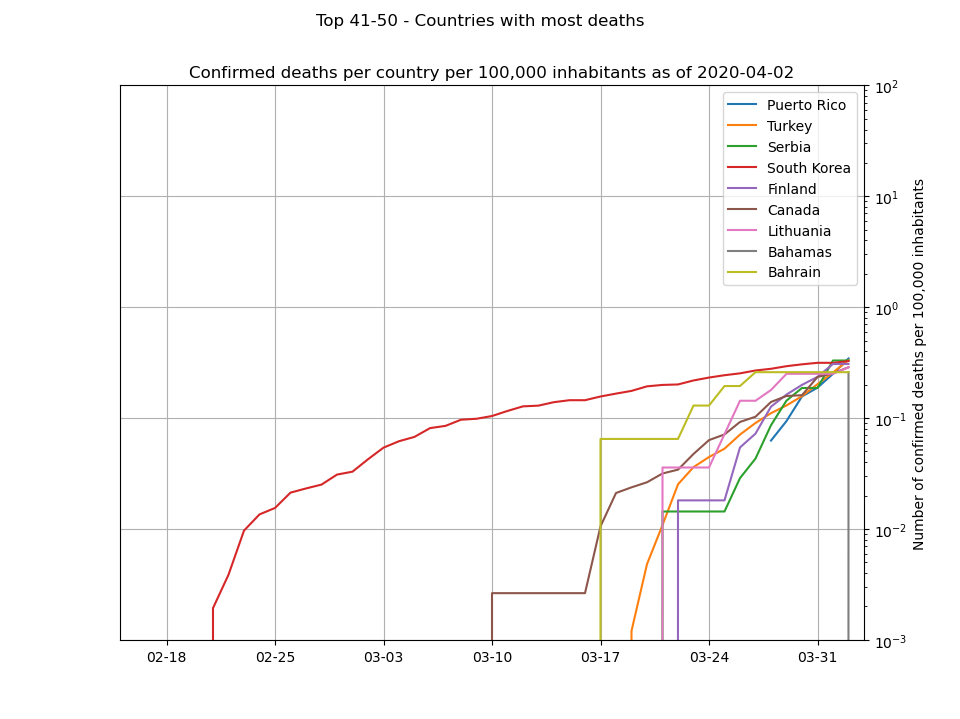 Top 41-50 - Countries with most deaths
Confirmed deaths per country per 100,000 inhabitants as of 2020-04-02
Puerto Rico
Turkey
Serbia
South Korea
Finland
Canada
Lithuania
Bahamas
Bahrain
10²
10¹
10⁰
10⁻¹
10⁻²
10⁻³
Number of confirmed deaths per 100,000 inhabitants
02-18 02-25 03-03 03-10 03-17 03-24 03-31